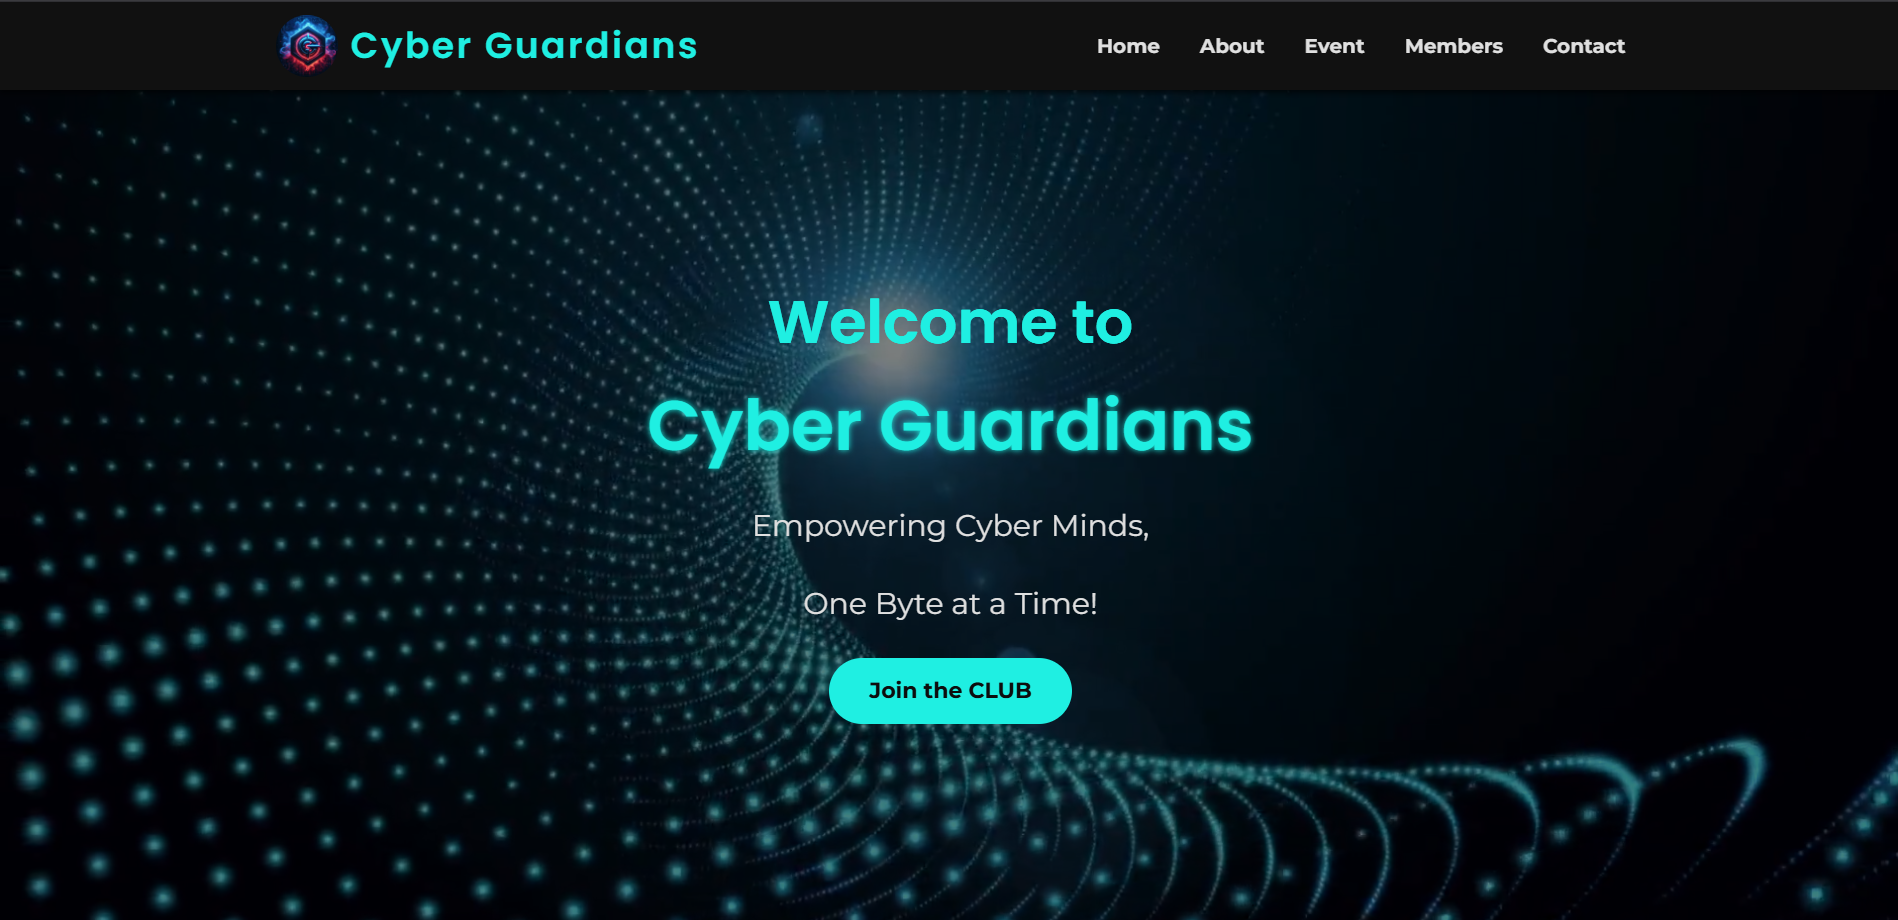 Cyber Guardians
Home About Event Members Contact
Welcome to
Cyber Guardians
Empowering Cyber Minds,
One Byte at a Time!
Join the CLUB